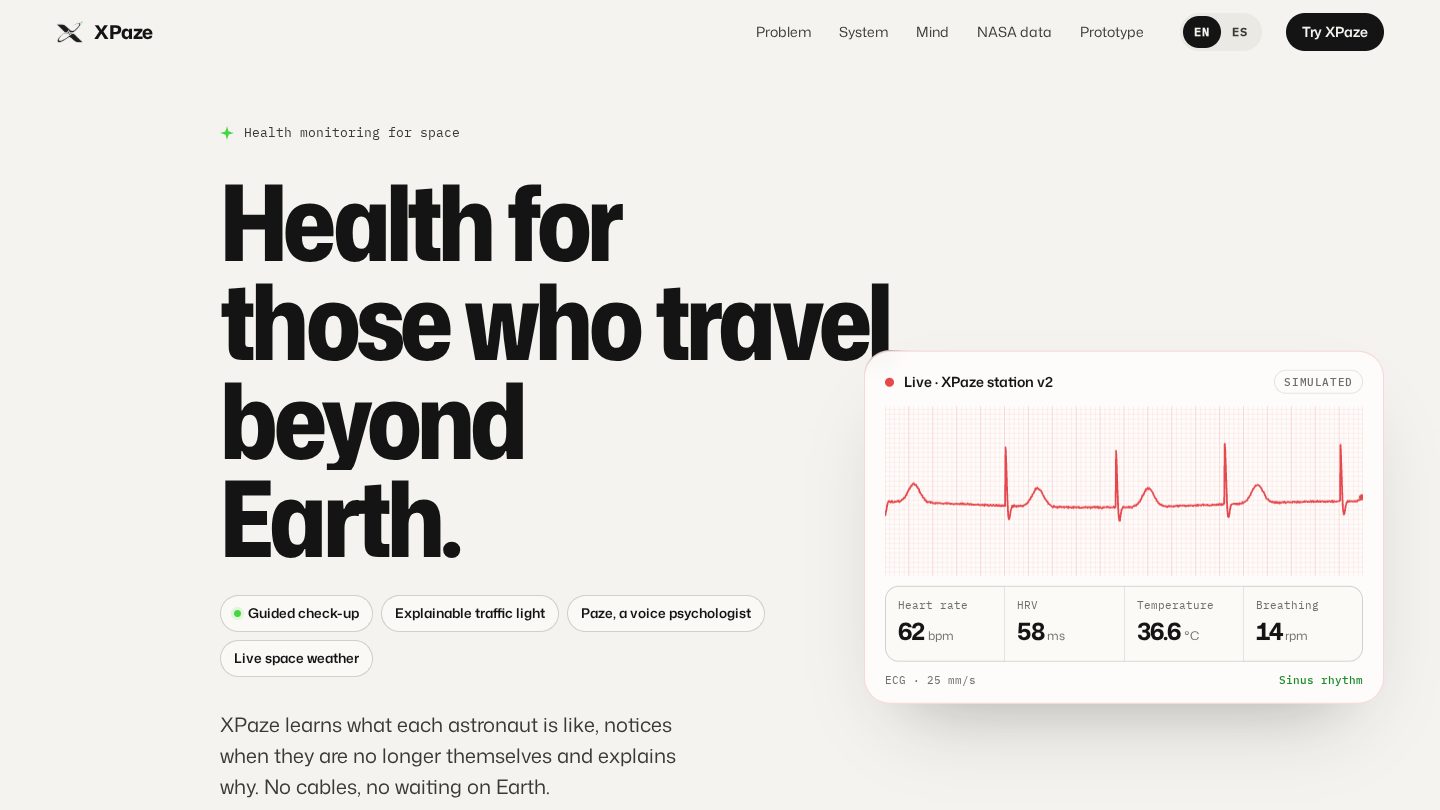 XPaze
Problem
System
Mind
NASA data
Prototype
EN
ES
Try XPaze
Health monitoring for space
Health for
those who travel
beyond
Earth.
Guided check-up
Explainable traffic light
Paze, a voice psychologist
Live space weather
XPaze learns what each astronaut is like, notices
when they are no longer themselves and explains
why. No cables, no waiting on Earth.
Live · XPaze station v2
SIMULATED
Heart rate
62 bpm
HRV
58 ms
Temperature
36.6 °C
Breathing
14 rpm
ECG · 25 mm/s
Sinus rhythm